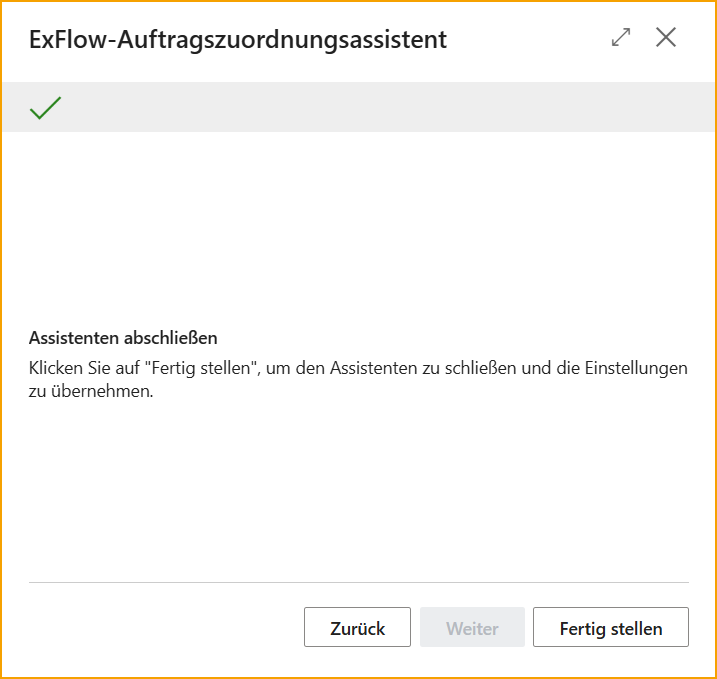 ExFlow-Auftragszuordnungsassistent
Assistenten abschließen
Klicken Sie auf "Fertig stellen", um den Assistenten zu schließen und die Einstellungen
zu übernehmen.
Zurück
Weiter
Fertig stellen